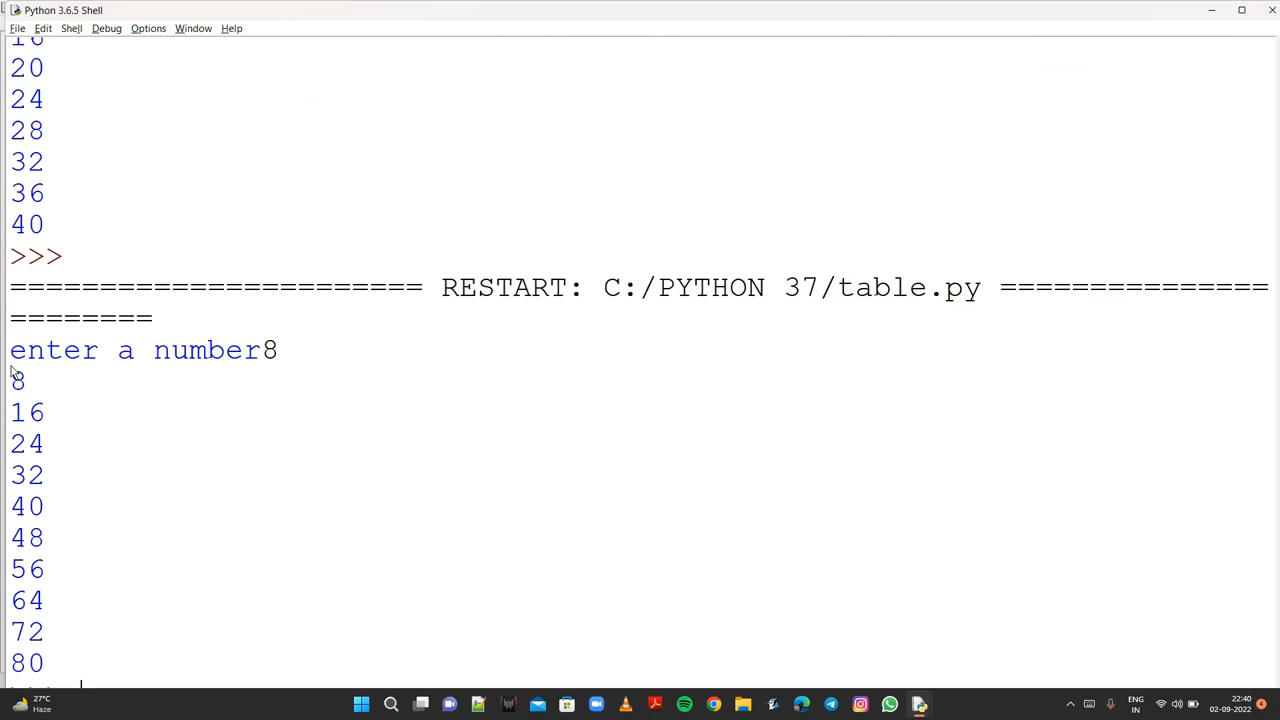 Python 3.6.5 Shell
File Edit Shell Debug Options Window Help
16
20
24
28
32
36
40
>>>
======================= RESTART: C:/PYTHON 37/table.py ===============
========
enter a number8
8
16
24
32
40
48
56
64
72
80
27°C
Haze
ENG
IN
22:40
02-09-2022
4